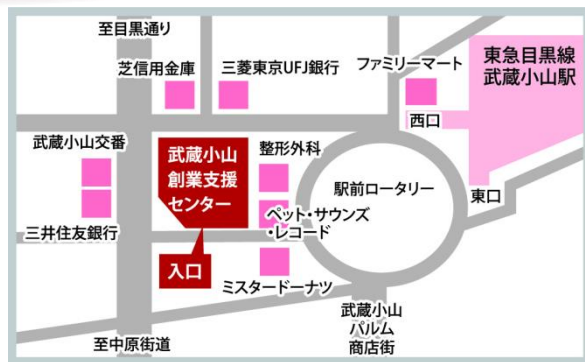 至目黒通り
芝信用金庫
三菱東京UFJ銀行
ファミリーマート
東急目黒線
武蔵小山駅
西口
武蔵小山交番
武蔵小山
創業支援
センター
整形外科
駅前ロータリー
東口
ペット・サウンズ
・レコード
三井住友銀行
入口
ミスタードーナツ
武蔵小山
パルム
商店街
至中原街道